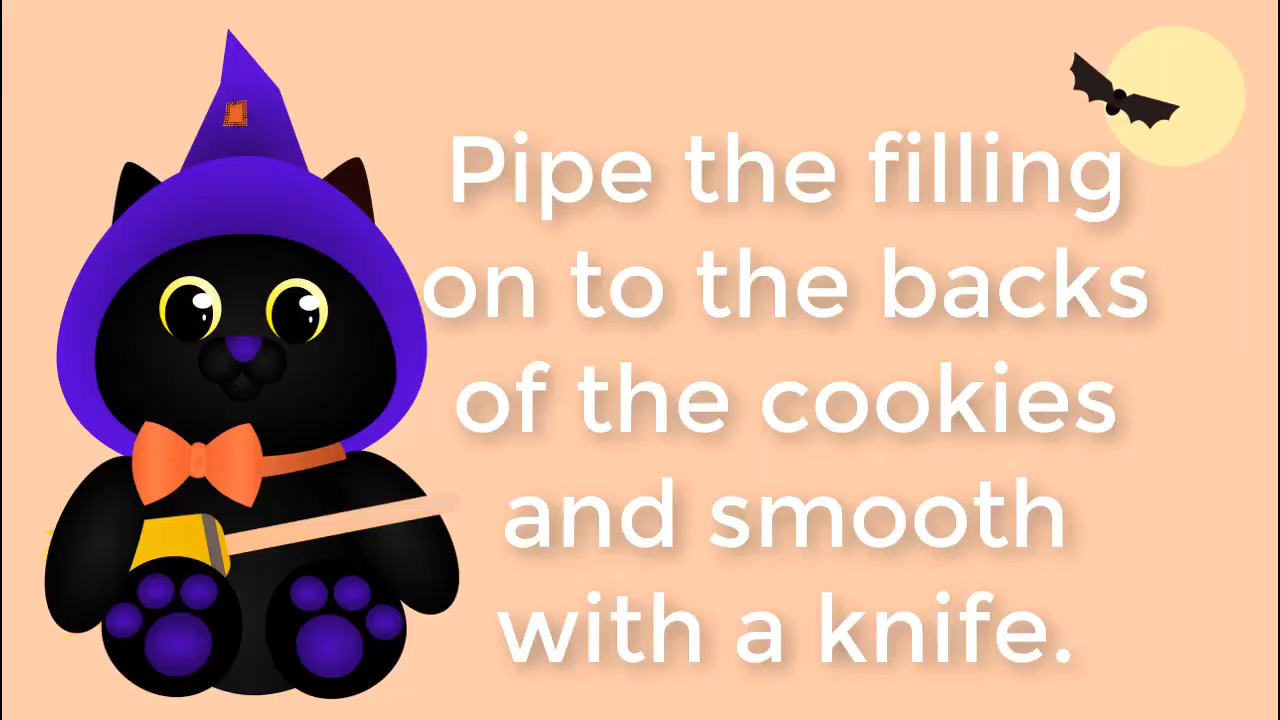 Pipe the filling
on to the backs
of the cookies
and smooth
with a knife.